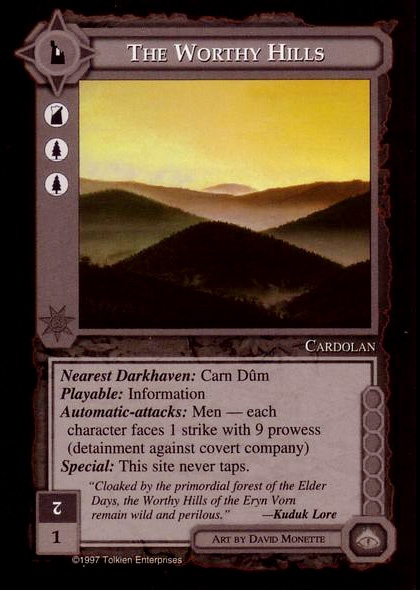 THE WORTHY HILLS
CARDOLAN
Nearest Darkhaven: Carn Dûm
Playable: Information
Automatic-attacks: Men — each
character faces 1 strike with 9 prowess
(detainment against covert company)
Special: This site never taps.
“Cloaked by the primordial forest of the Elder
Days, the Worthy Hills of the Eryn Vorn
remain wild and perilous.” —Kuduk Lore
2
1
ART BY DAVID MONETTE
©1997 Tolkien Enterprises